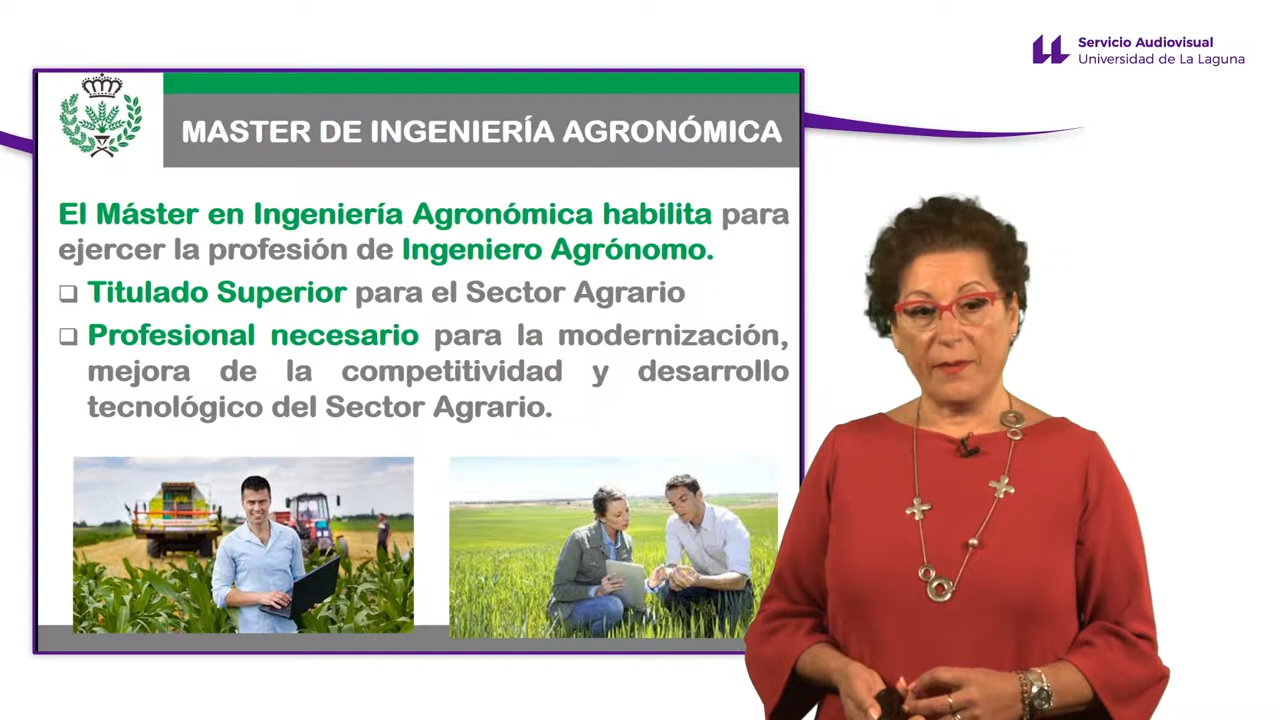 Servicio Audiovisual
Universidad de La Laguna
MASTER DE INGENIERÍA AGRONÓMICA
El Máster en Ingeniería Agronómica habilita para
ejercer la profesión de Ingeniero Agrónomo.
❑ Titulado Superior para el Sector Agrario
❑ Profesional necesario para la modernización,
mejora de la competitividad y desarrollo
tecnológico del Sector Agrario.